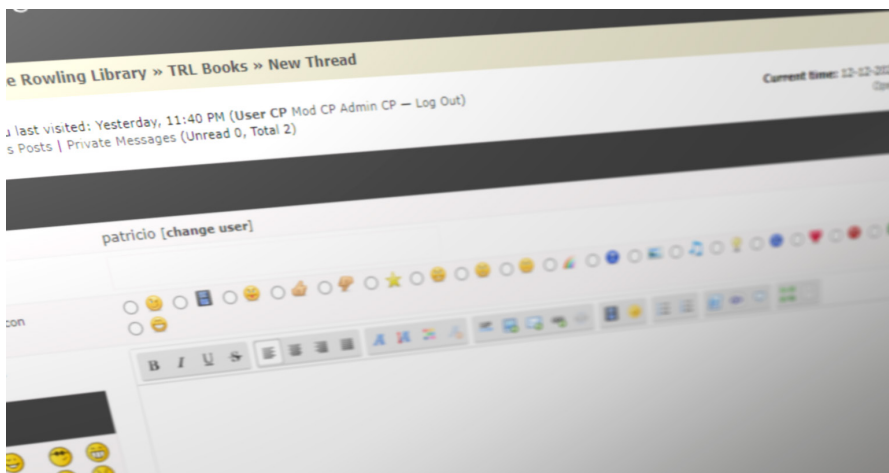 e Rowling Library » TRL Books » New Thread
Current time: 12-12-202
u last visited: Yesterday, 11:40 PM (User CP Mod CP Admin CP — Log Out)
s Posts | Private Messages (Unread 0, Total 2)
patricio [change user]
con
B I U S